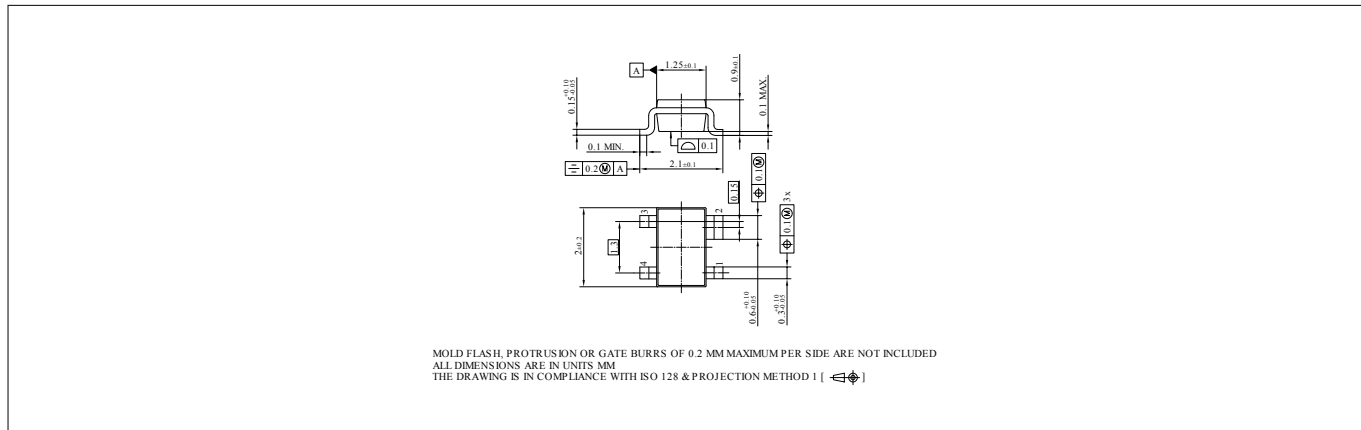 A
1.25±0.1
0.9±0.1
0.15 +0.10 -0.05
0.1 MAX.
0.1 MIN.
0.1
2.1±0.1
0.2 Ⓜ A
0.15
0.1 Ⓜ
0.1 Ⓜ 3x
3
2
2±0.2
1.3
4
1
0.6 +0.10 -0.05
0.3 +0.10 -0.05
MOLD FLASH, PROTRUSION OR GATE BURRS OF 0.2 MM MAXIMUM PER SIDE ARE NOT INCLUDED
ALL DIMENSIONS ARE IN UNITS MM
THE DRAWING IS IN COMPLIANCE WITH ISO 128 & PROJECTION METHOD 1 [ ]